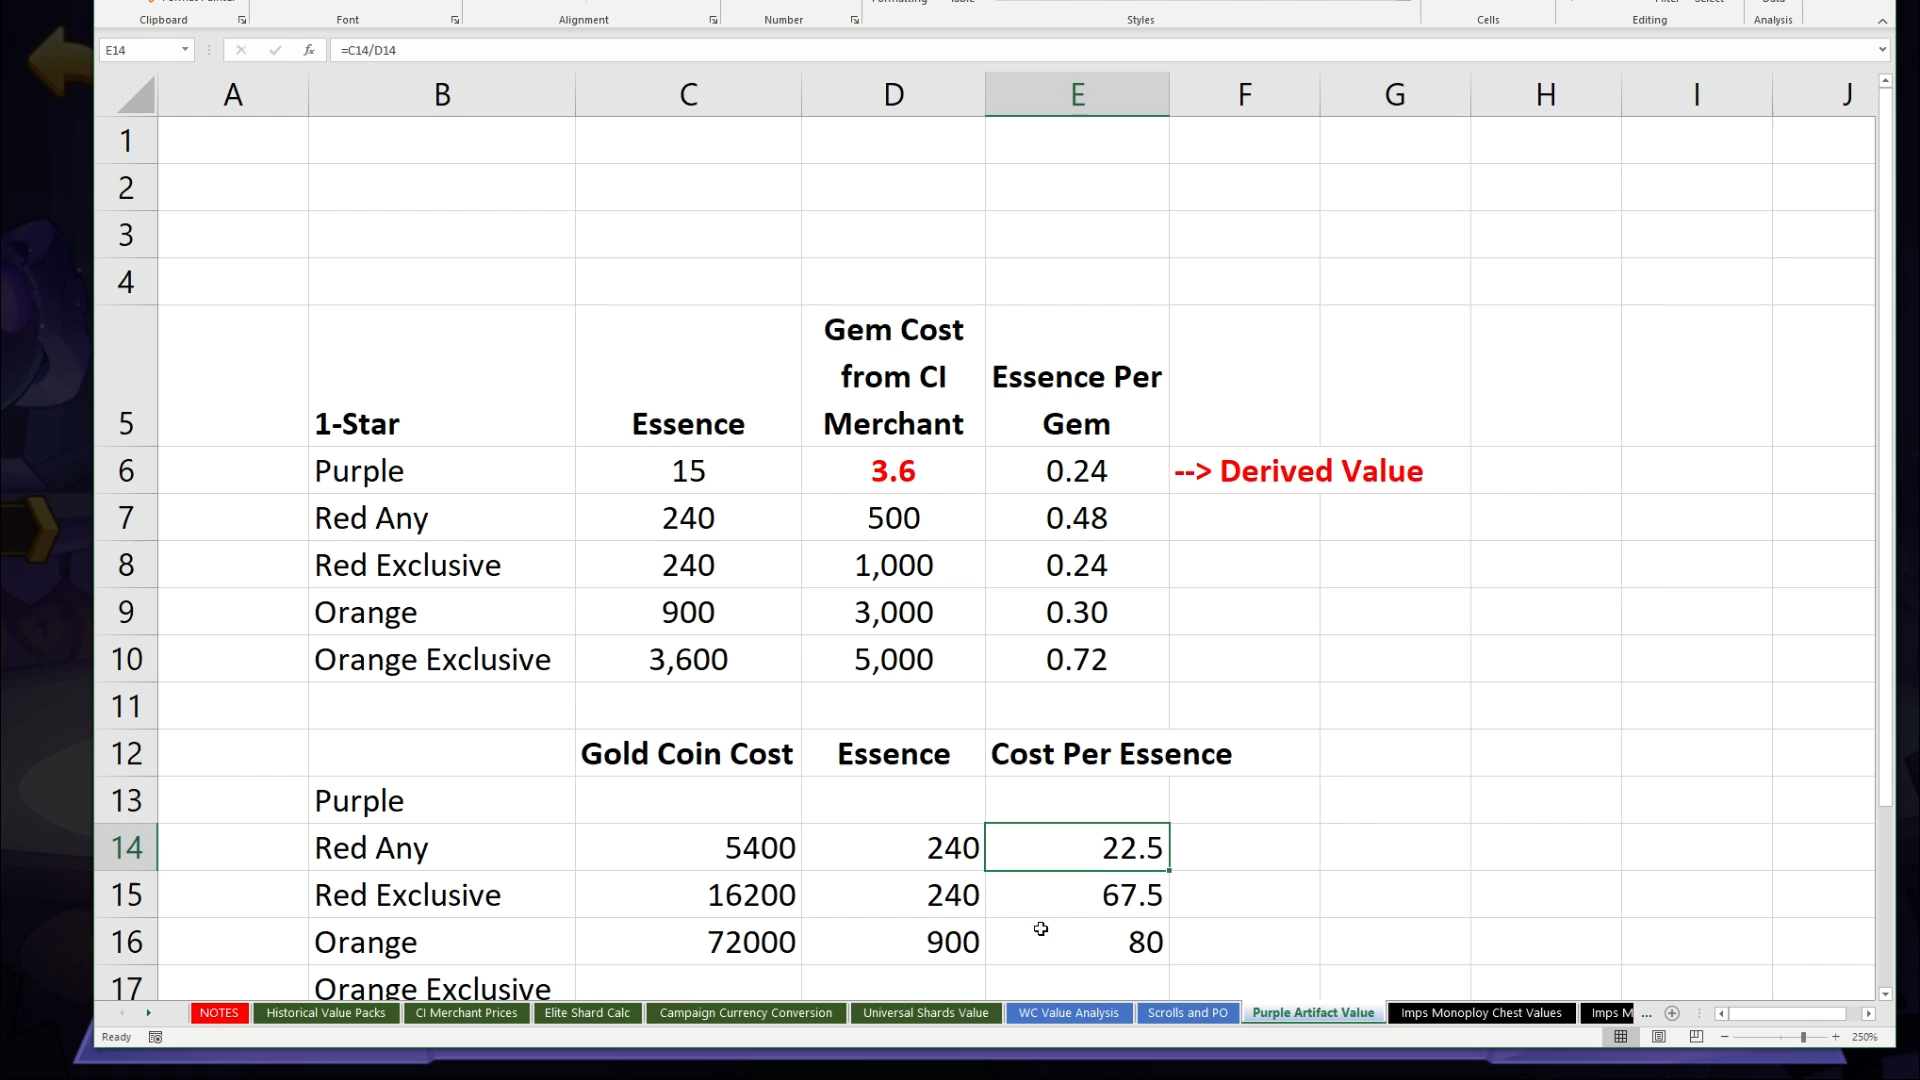 Clipboard Font Alignment Number Styles Cells Editing Analysis
E14 fx =C14/D14
A B C D E F G H I J
1
2
3
4
Gem Cost
from CI Essence Per
5 1-Star Essence Merchant Gem
6 Purple 15 3.6 0.24 --> Derived Value
7 Red Any 240 500 0.48
8 Red Exclusive 240 1,000 0.24
9 Orange 900 3,000 0.30
10 Orange Exclusive 3,600 5,000 0.72
11
12 Gold Coin Cost Essence Cost Per Essence
13 Purple
14 Red Any 5400 240 22.5
15 Red Exclusive 16200 240 67.5
16 Orange 72000 900 80
17 Orange Exclusive
NOTES Historical Value Packs CI Merchant Prices Elite Shard Calc Campaign Currency Conversion Universal Shards Value WC Value Analysis Scrolls and PO Purple Artifact Value Imps Monoploy Chest Values Imps M ...
Ready 250%